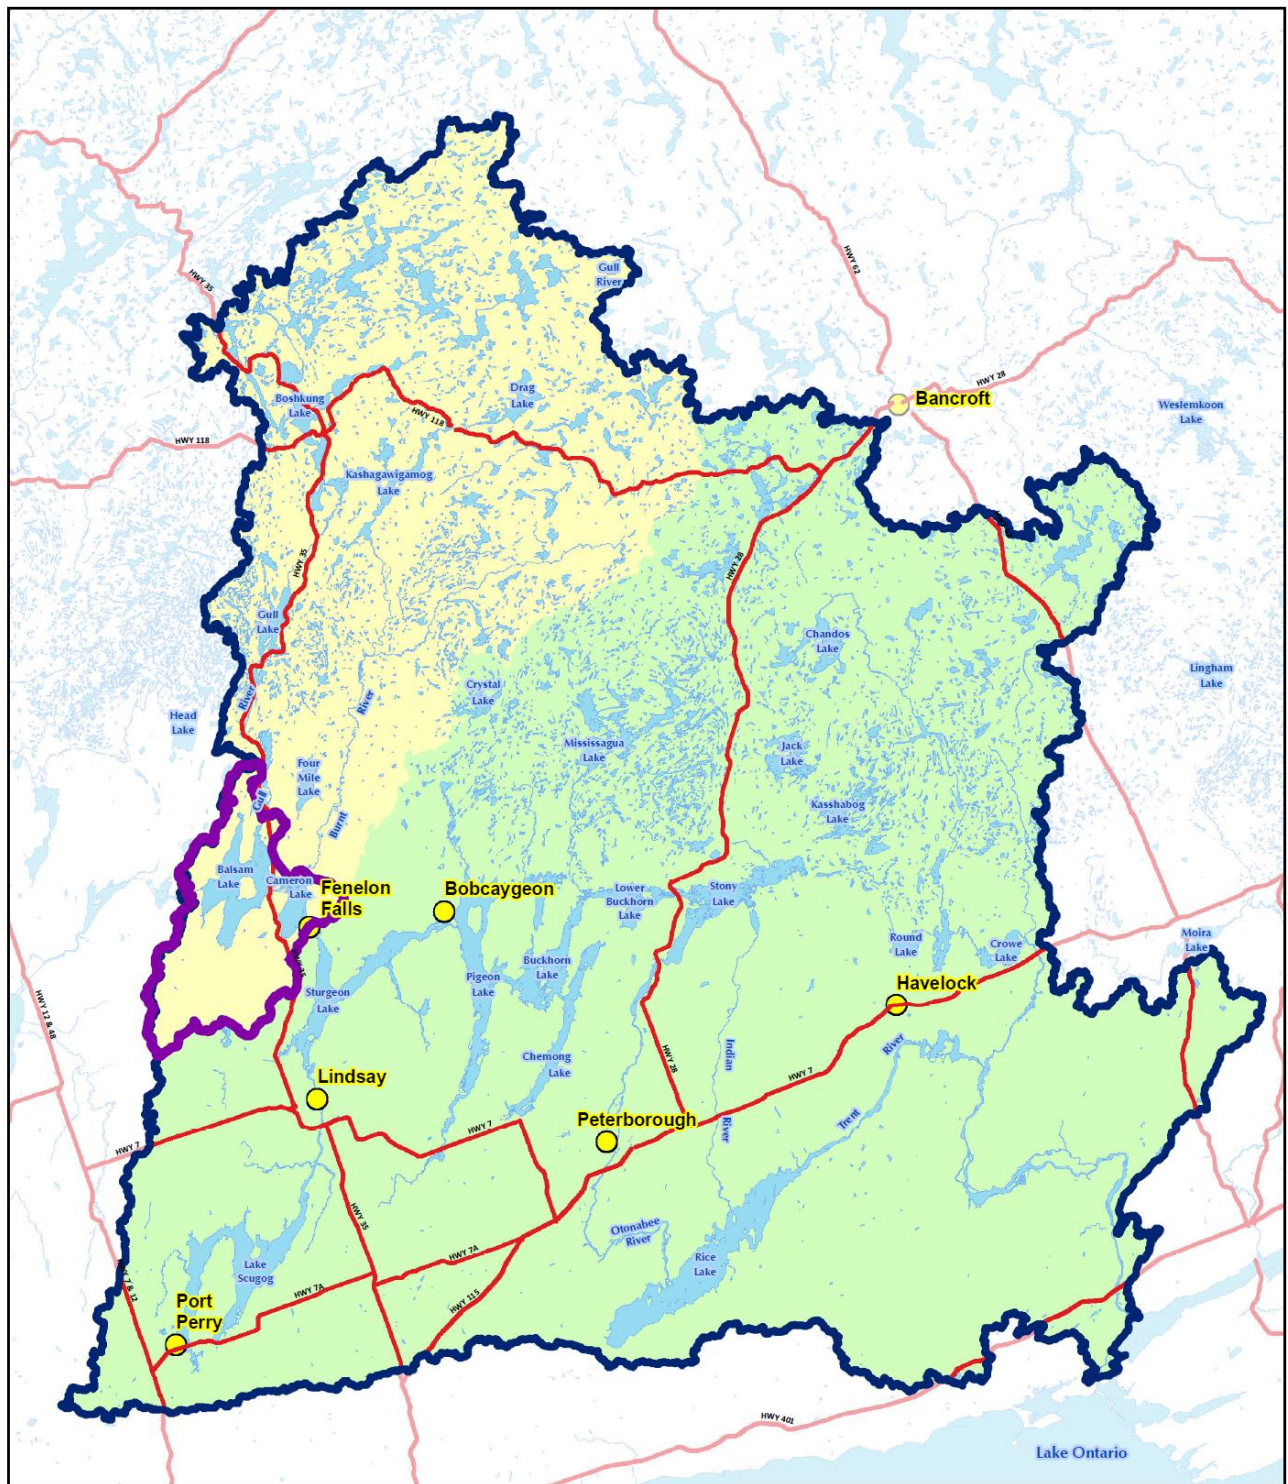 HWY 62
HWY 35
Gull
River
HWY 28
Bancroft
Drag
Lake
Boshkung
Lake
Weslemkoon
Lake
HWY 118
HWY 118
Kashagawigamog
Lake
HWY 35
HWY 28
Gull
Lake
Chandos
Lake
Lingham
Lake
Crystal
Lake
River
River
Head
Lake
Mississagua
Lake
Jack
Lake
Four
Mile
Lake
Gull
Kasshabog
Lake
Burnt
Balsam
Lake
Cameron
Lake
Fenelon
Falls
Bobcaygeon
Lower
Buckhorn
Lake
Stony
Lake
Round
Lake
Crowe
Lake
Moira
Lake
HWY 35
Buckhorn
Lake
Pigeon
Lake
Havelock
Sturgeon
Lake
HWY 12 & 48
Chemong
Lake
HWY 28
Indian
River
River
Trent
HWY 7
Lindsay
Peterborough
HWY 7
HWY 7
HWY 35
Otonabee
River
HWY 7A
Rice
Lake
Lake
Scugog
HWY 7 & 12
HWY 7A
HWY 115
Port
Perry
HWY 401
Lake Ontario